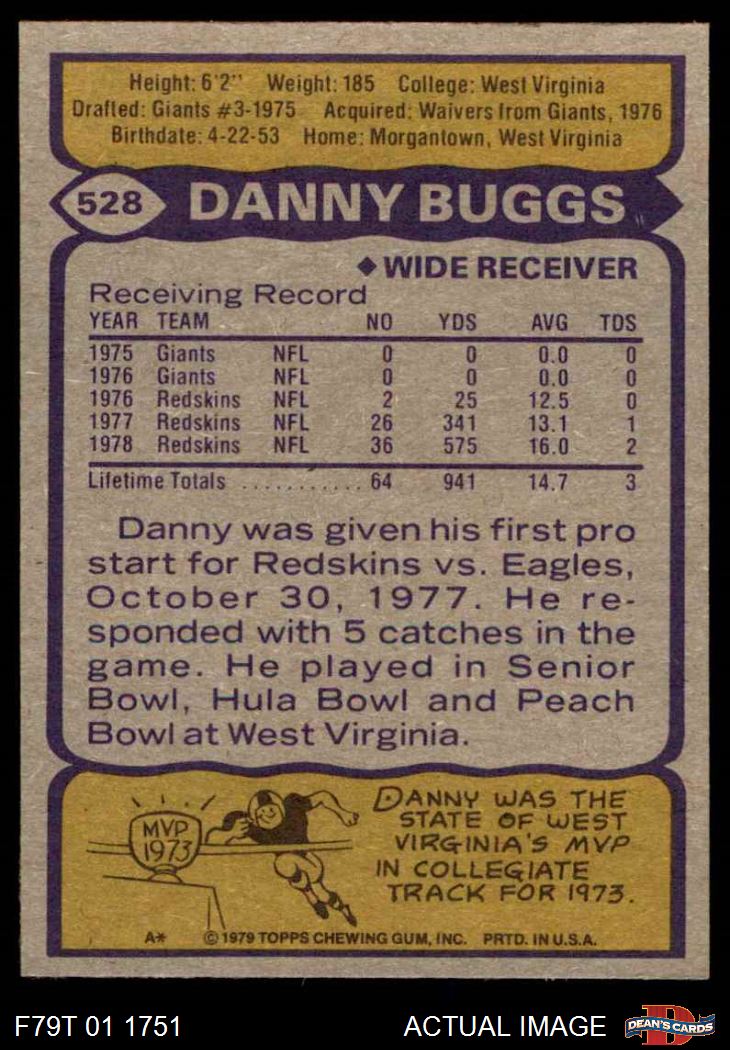 Height: 6'2" Weight: 185 College: West Virginia
Drafted: Giants #3-1975 Acquired: Waivers from Giants, 1976
Birthdate: 4-22-53 Home: Morgantown, West Virginia
528 DANNY BUGGS
◆ WIDE RECEIVER
Receiving Record
YEAR TEAM NO YDS AVG TDS
1975 Giants NFL 0 0 0.0 0
1976 Giants NFL 0 0 0.0 0
1976 Redskins NFL 2 25 12.5 0
1977 Redskins NFL 26 341 13.1 1
1978 Redskins NFL 36 575 16.0 2
Lifetime Totals ........... 64 941 14.7 3
Danny was given his first pro
start for Redskins vs. Eagles,
October 30, 1977. He re-
sponded with 5 catches in the
game. He played in Senior
Bowl, Hula Bowl and Peach
Bowl at West Virginia.
MVP
1973
DANNY WAS THE
STATE OF WEST
VIRGINIA'S MVP
IN COLLEGIATE
TRACK FOR 1973.
A* © 1979 TOPPS CHEWING GUM, INC. PRTD. IN U.S.A.
F79T 01 1751 ACTUAL IMAGE D DEAN'S CARDS